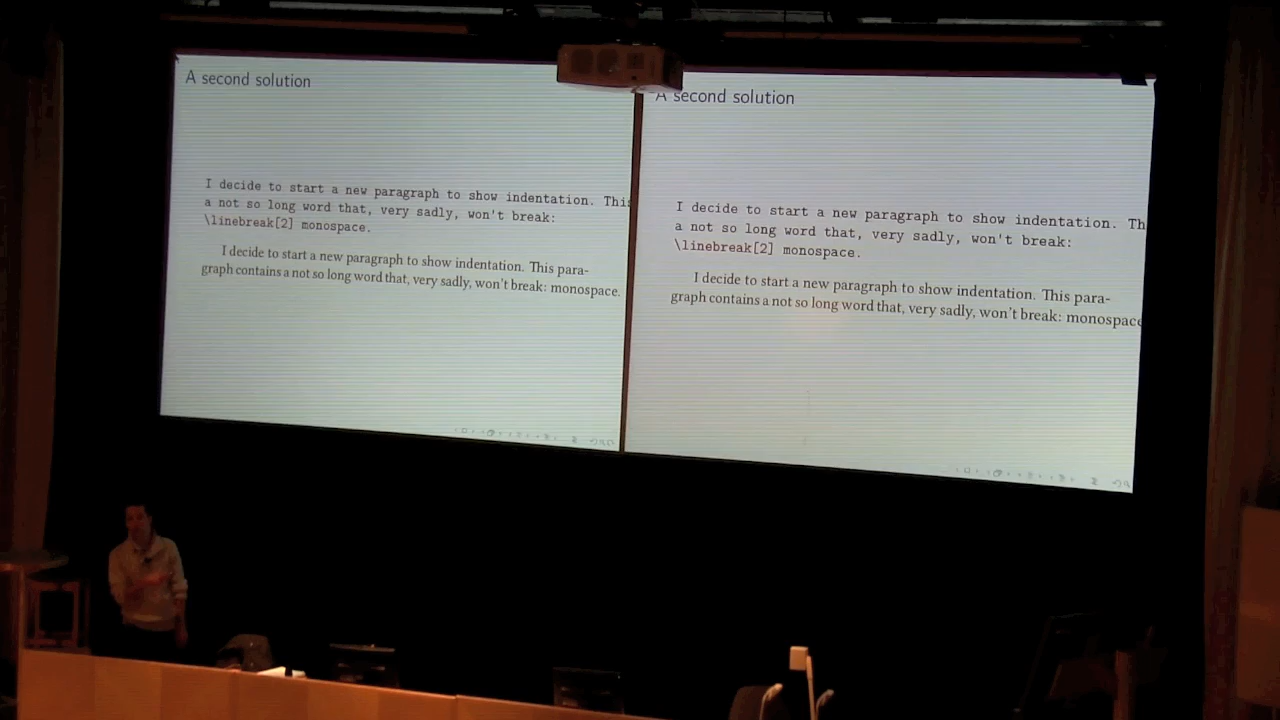 A second solution
I decide to start a new paragraph to show indentation. This
a not so long word that, very sadly, won't break:
\linebreak[2] monospace.
I decide to start a new paragraph to show indentation. This para-
graph contains a not so long word that, very sadly, won't break: monospace.
A second solution
I decide to start a new paragraph to show indentation. Th
a not so long word that, very sadly, won't break:
\linebreak[2] monospace.
I decide to start a new paragraph to show indentation. This para-
graph contains a not so long word that, very sadly, won't break: monospace